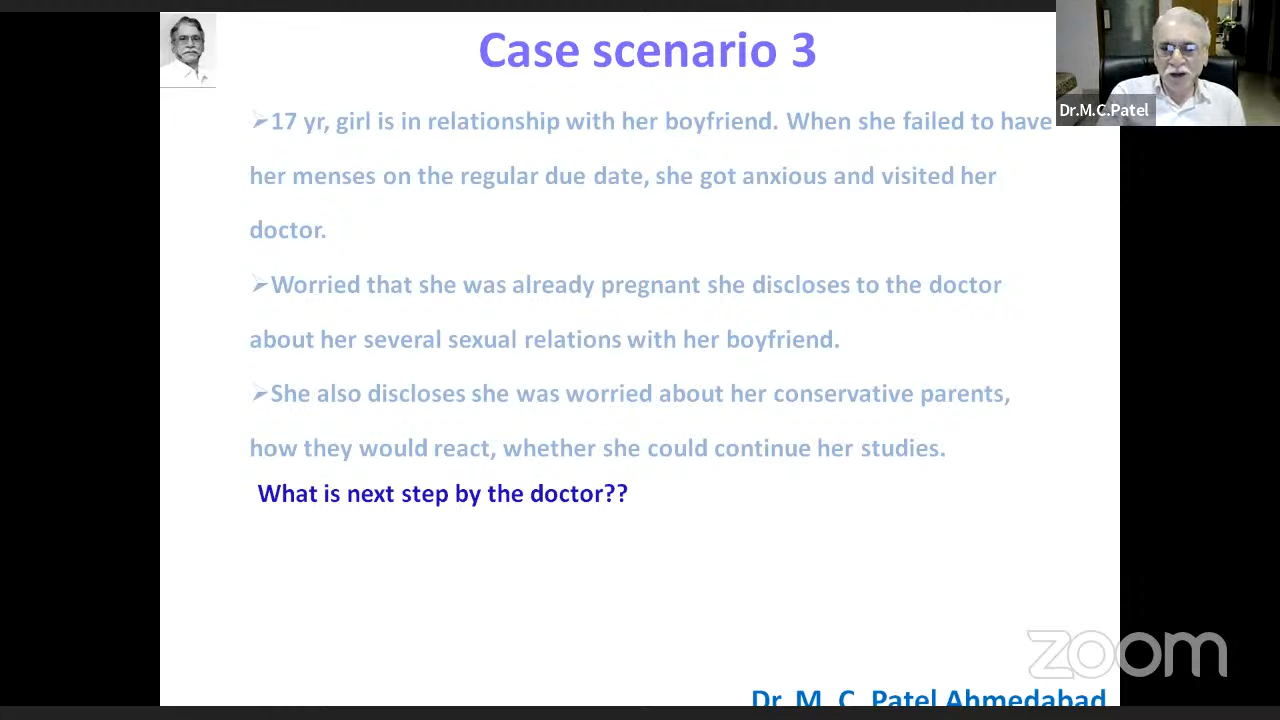 Case scenario 3
Dr.M.C.Patel
➢17 yr, girl is in relationship with her boyfriend. When she failed to have
her menses on the regular due date, she got anxious and visited her
doctor.
➢Worried that she was already pregnant she discloses to the doctor
about her several sexual relations with her boyfriend.
➢She also discloses she was worried about her conservative parents,
how they would react, whether she could continue her studies.
What is next step by the doctor??
zoom
Dr. M. C. Patel Ahmedabad